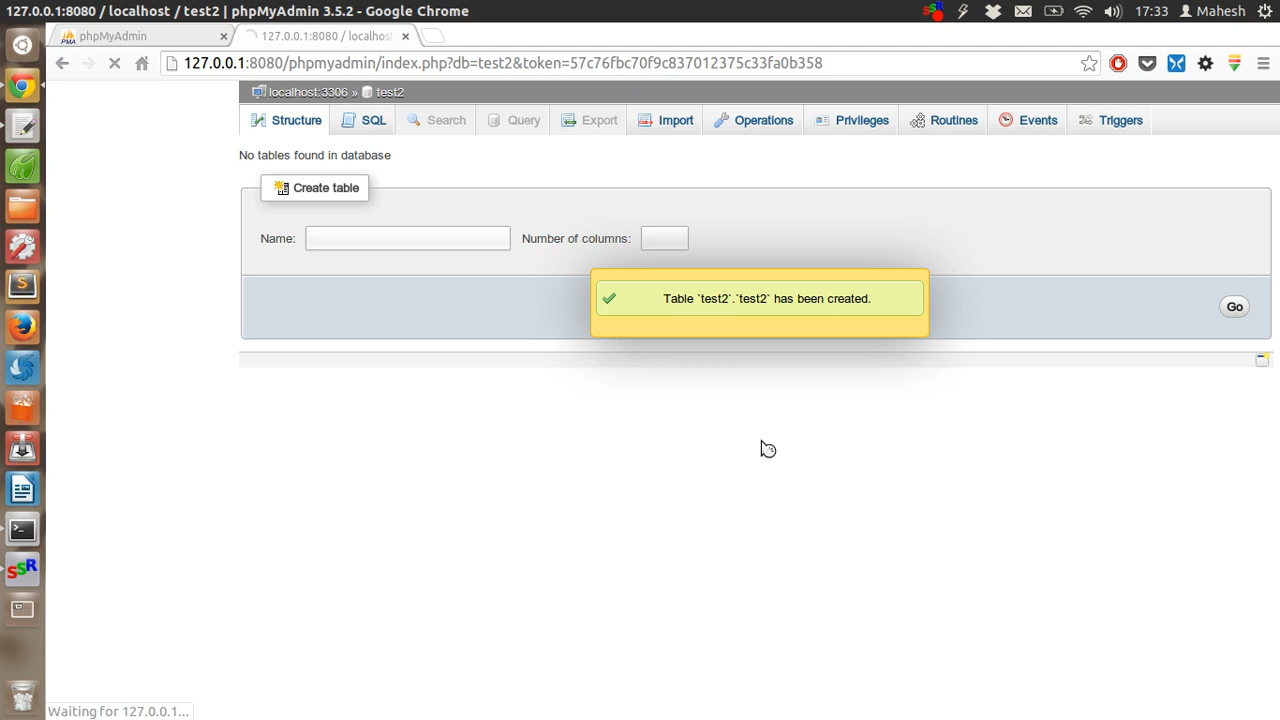 127.0.0.1:8080 / localhost / test2 | phpMyAdmin 3.5.2 - Google Chrome
17:33 Mahesh
phpMyAdmin
127.0.0.1:8080 / localhos
127.0.0.1:8080/phpmyadmin/index.php?db=test2&token=57c76fbc70f9c837012375c33fa0b358
localhost:3306 » test2
Structure SQL Search Query Export Import Operations Privileges Routines Events Triggers
No tables found in database
Create table
Name: Number of columns:
Table `test2`.`test2` has been created.
Go
SSR
Waiting for 127.0.0.1...